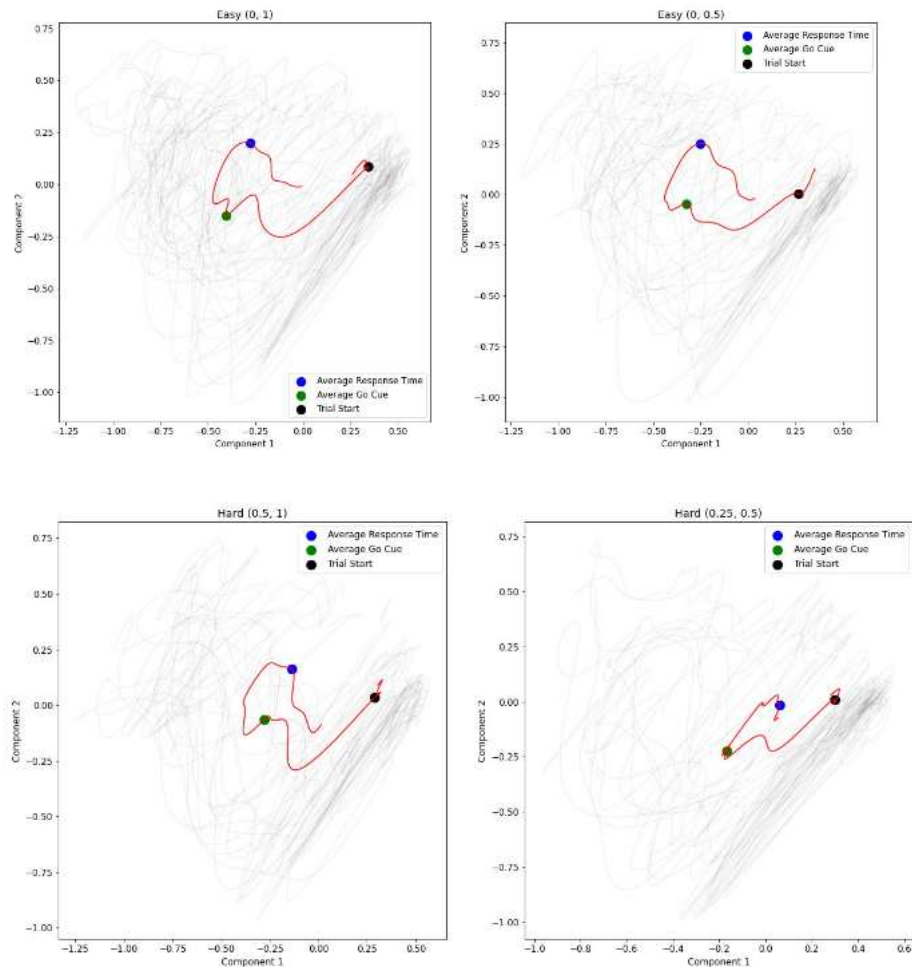 Easy (0, 1)
Component 2
0.75
0.50
0.25
0.00
−0.25
−0.50
−0.75
−1.00
Average Response Time
Average Go Cue
Trial Start
−1.25 −1.00 −0.75 −0.50 −0.25 0.00 0.25 0.50
Component 1
Easy (0, 0.5)
Component 2
0.75
Average Response Time
Average Go Cue
Trial Start
0.50
0.25
0.00
−0.25
−0.50
−0.75
−1.00
−1.25 −1.00 −0.75 −0.50 −0.25 0.00 0.25 0.50
Component 1
Hard (0.5, 1)
Component 2
0.75
Average Response Time
Average Go Cue
Trial Start
0.50
0.25
0.00
−0.25
−0.50
−0.75
−1.00
−1.25 −1.00 −0.75 −0.50 −0.25 0.00 0.25 0.50
Component 1
Hard (0.25, 0.5)
Component 2
0.75
Average Response Time
Average Go Cue
Trial Start
0.50
0.25
0.00
−0.25
−0.50
−0.75
−1.00
−1.0 −0.8 −0.6 −0.4 −0.2 0.0 0.2 0.4 0.6
Component 1